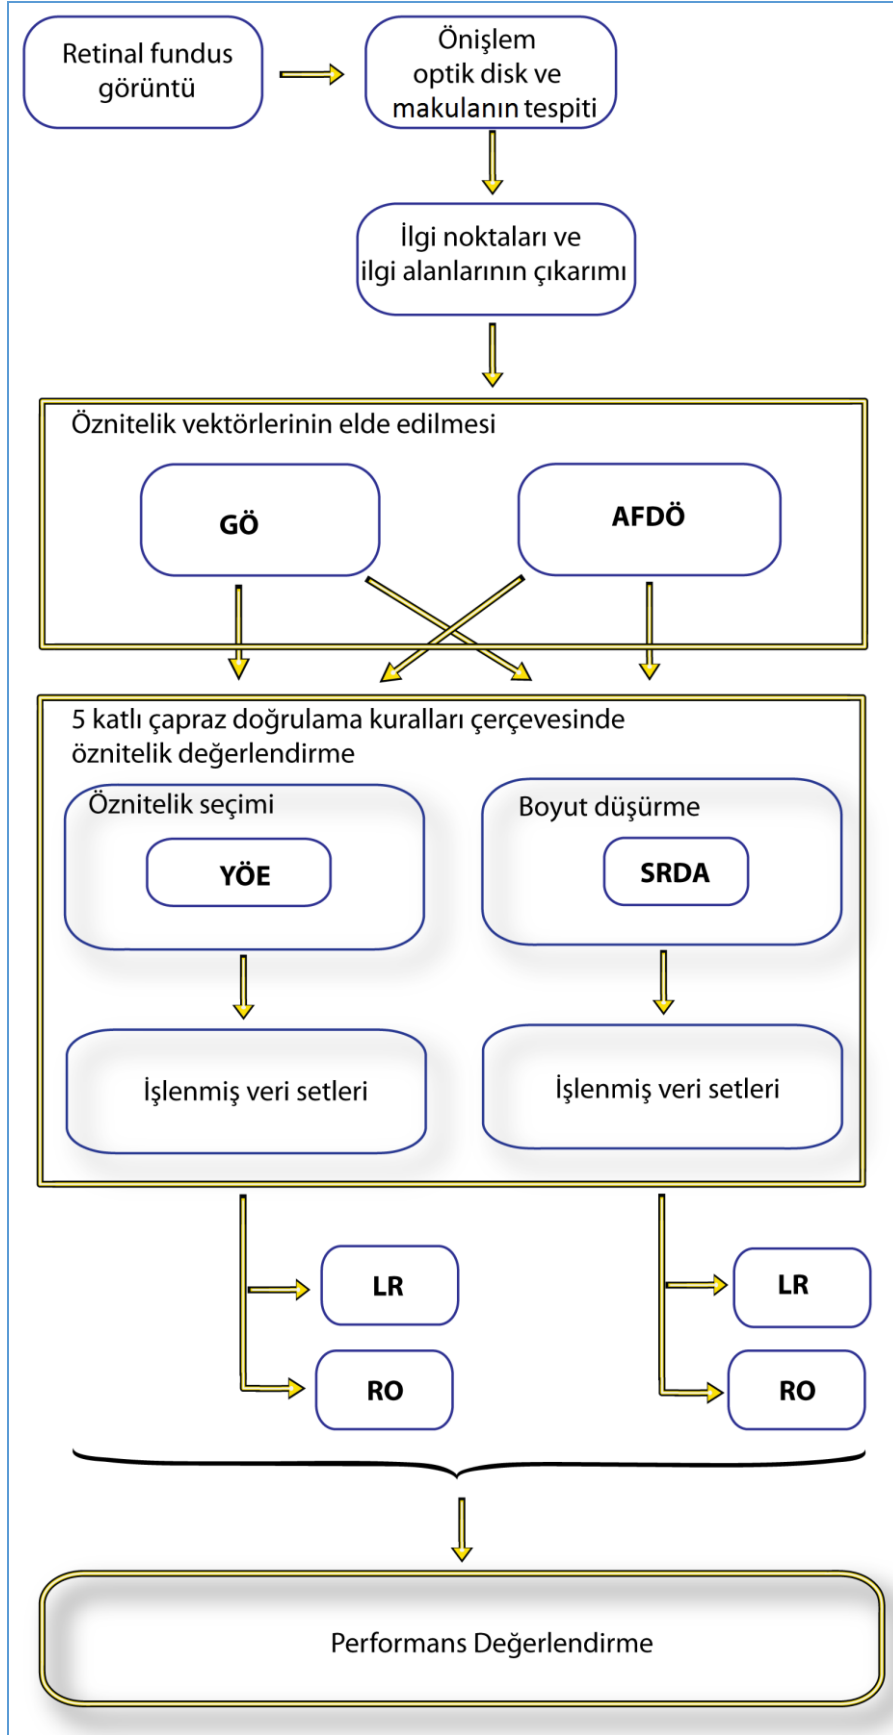 Retinal fundus
görüntü
Önişlem
optik disk ve
makulanın tespiti
İlgi noktaları ve
ilgi alanlarının çıkarımı
Öznitelik vektörlerinin elde edilmesi
GÖ
AFDÖ
5 katlı çapraz doğrulama kuralları çerçevesinde
öznitelik değerlendirme
Öznitelik seçimi
YÖE
Boyut düşürme
SRDA
İşlenmiş veri setleri
İşlenmiş veri setleri
LR
RO
LR
RO
Performans Değerlendirme